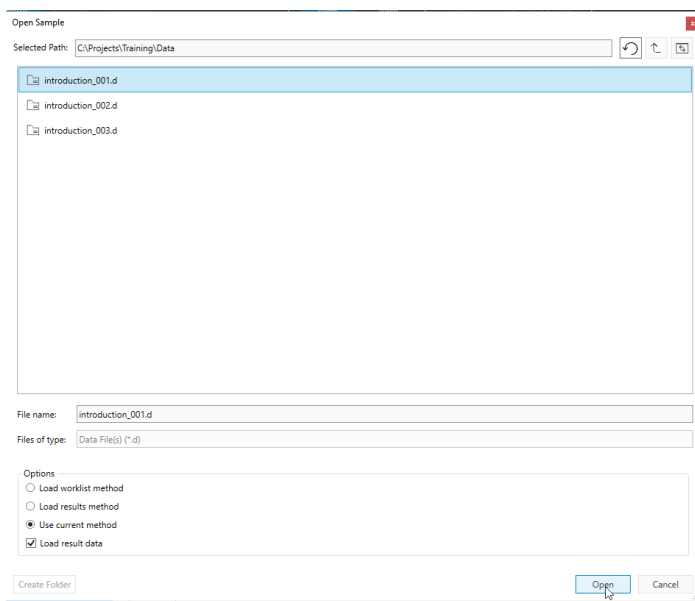 Open Sample
x
Selected Path: C:\Projects\Training\Data
introduction_001.d
introduction_002.d
introduction_003.d
File name: introduction_001.d
Files of type: Data File(s) (*.d)
Options
Load worklist method
Load results method
Use current method
Load result data
Create Folder Open Cancel